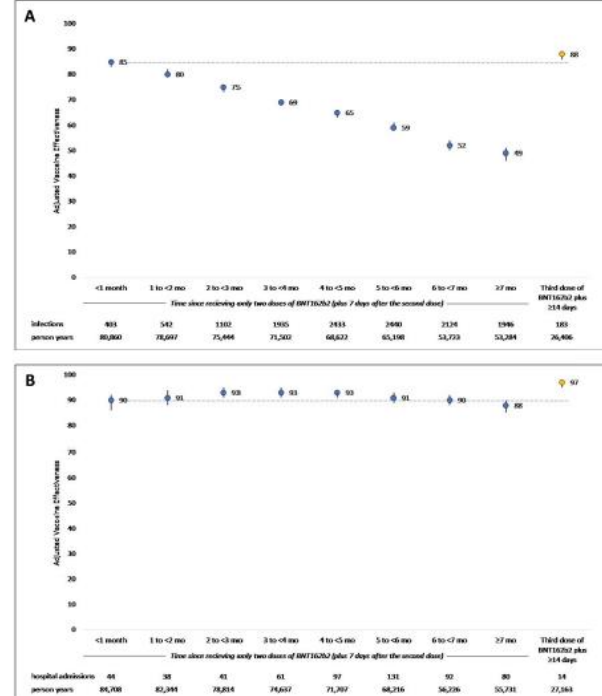 A
100
90
80
70
60
50
40
30
20
10
0
Adjusted Vaccine Effectiveness
85
80
75
69
65
59
52
49
88
<1 month 1 to <2 mo 2 to <3 mo 3 to <4 mo 4 to <5 mo 5 to <6 mo 6 to <7 mo ≥7 mo Third dose of
BNT162b2 plus
≥14 days
Time since recieving only two doses of BNT162b2 (plus 7 days after the second dose)
infections 403 542 1102 1935 2433 2440 2124 1946 183
person years 80,860 78,697 75,444 71,502 68,622 65,198 53,733 53,284 26,406
B
100
90
80
70
60
50
40
30
20
10
0
Adjusted Vaccine Effectiveness
90
91
93
93
93
91
90
88
97
<1 month 1 to <2 mo 2 to <3 mo 3 to <4 mo 4 to <5 mo 5 to <6 mo 6 to <7 mo ≥7 mo Third dose of
BNT162b2 plus
≥14 days
Time since recieving only two doses of BNT162b2 (plus 7 days after the second dose)
hospital admissions 44 38 41 61 97 131 92 80 14
person years 84,708 82,344 78,814 74,637 71,707 68,216 56,226 55,731 27,163